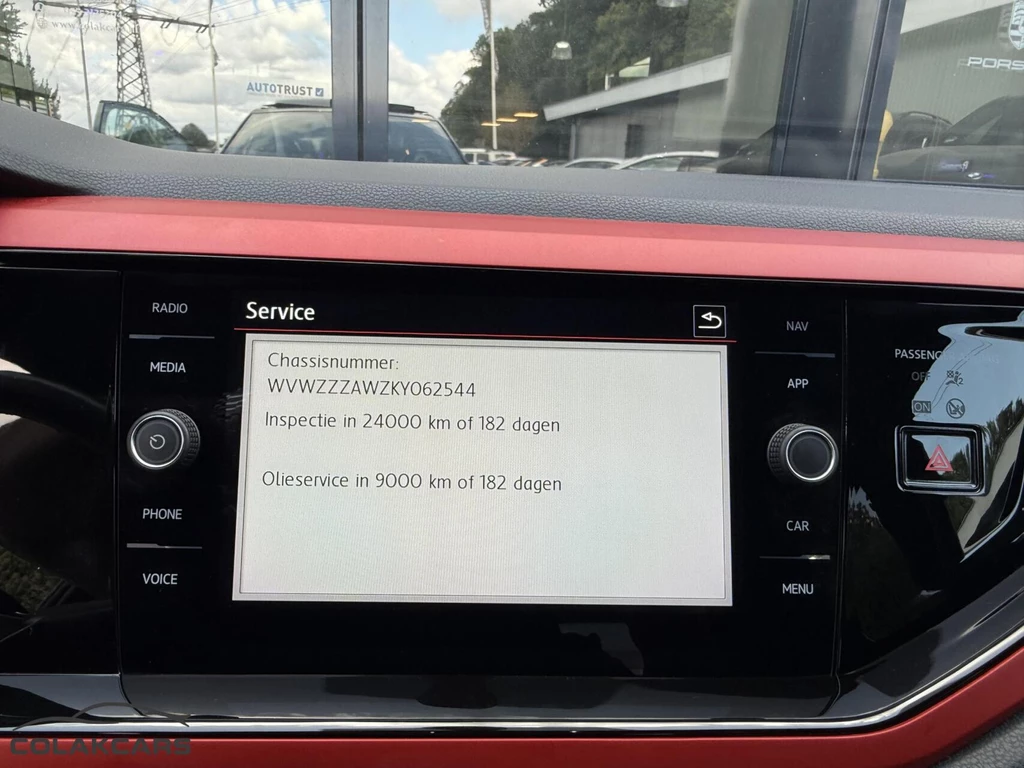 AUTOTRUST
PORS
RADIO
MEDIA
PHONE
VOICE
Service
Chassisnummer:
WVWZZZAWZKY062544
Inspectie in 24000 km of 182 dagen
Olieservice in 9000 km of 182 dagen
NAV
APP
CAR
MENU
PASSENG
OFF
ON
COLAKCARS